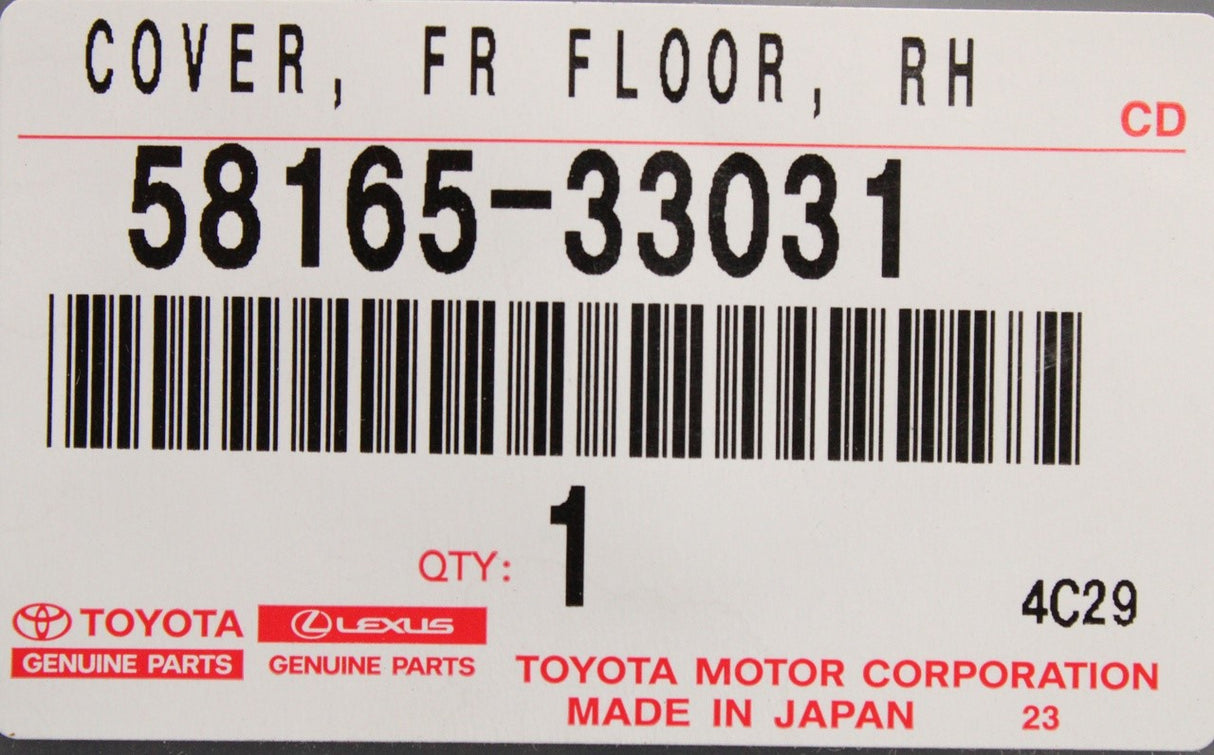 COVER, FR FLOOR, RH
CD
58165-33031
QTY: 1
4C29
TOYOTA LEXUS
GENUINE PARTS GENUINE PARTS
TOYOTA MOTOR CORPORATION
MADE IN JAPAN 23